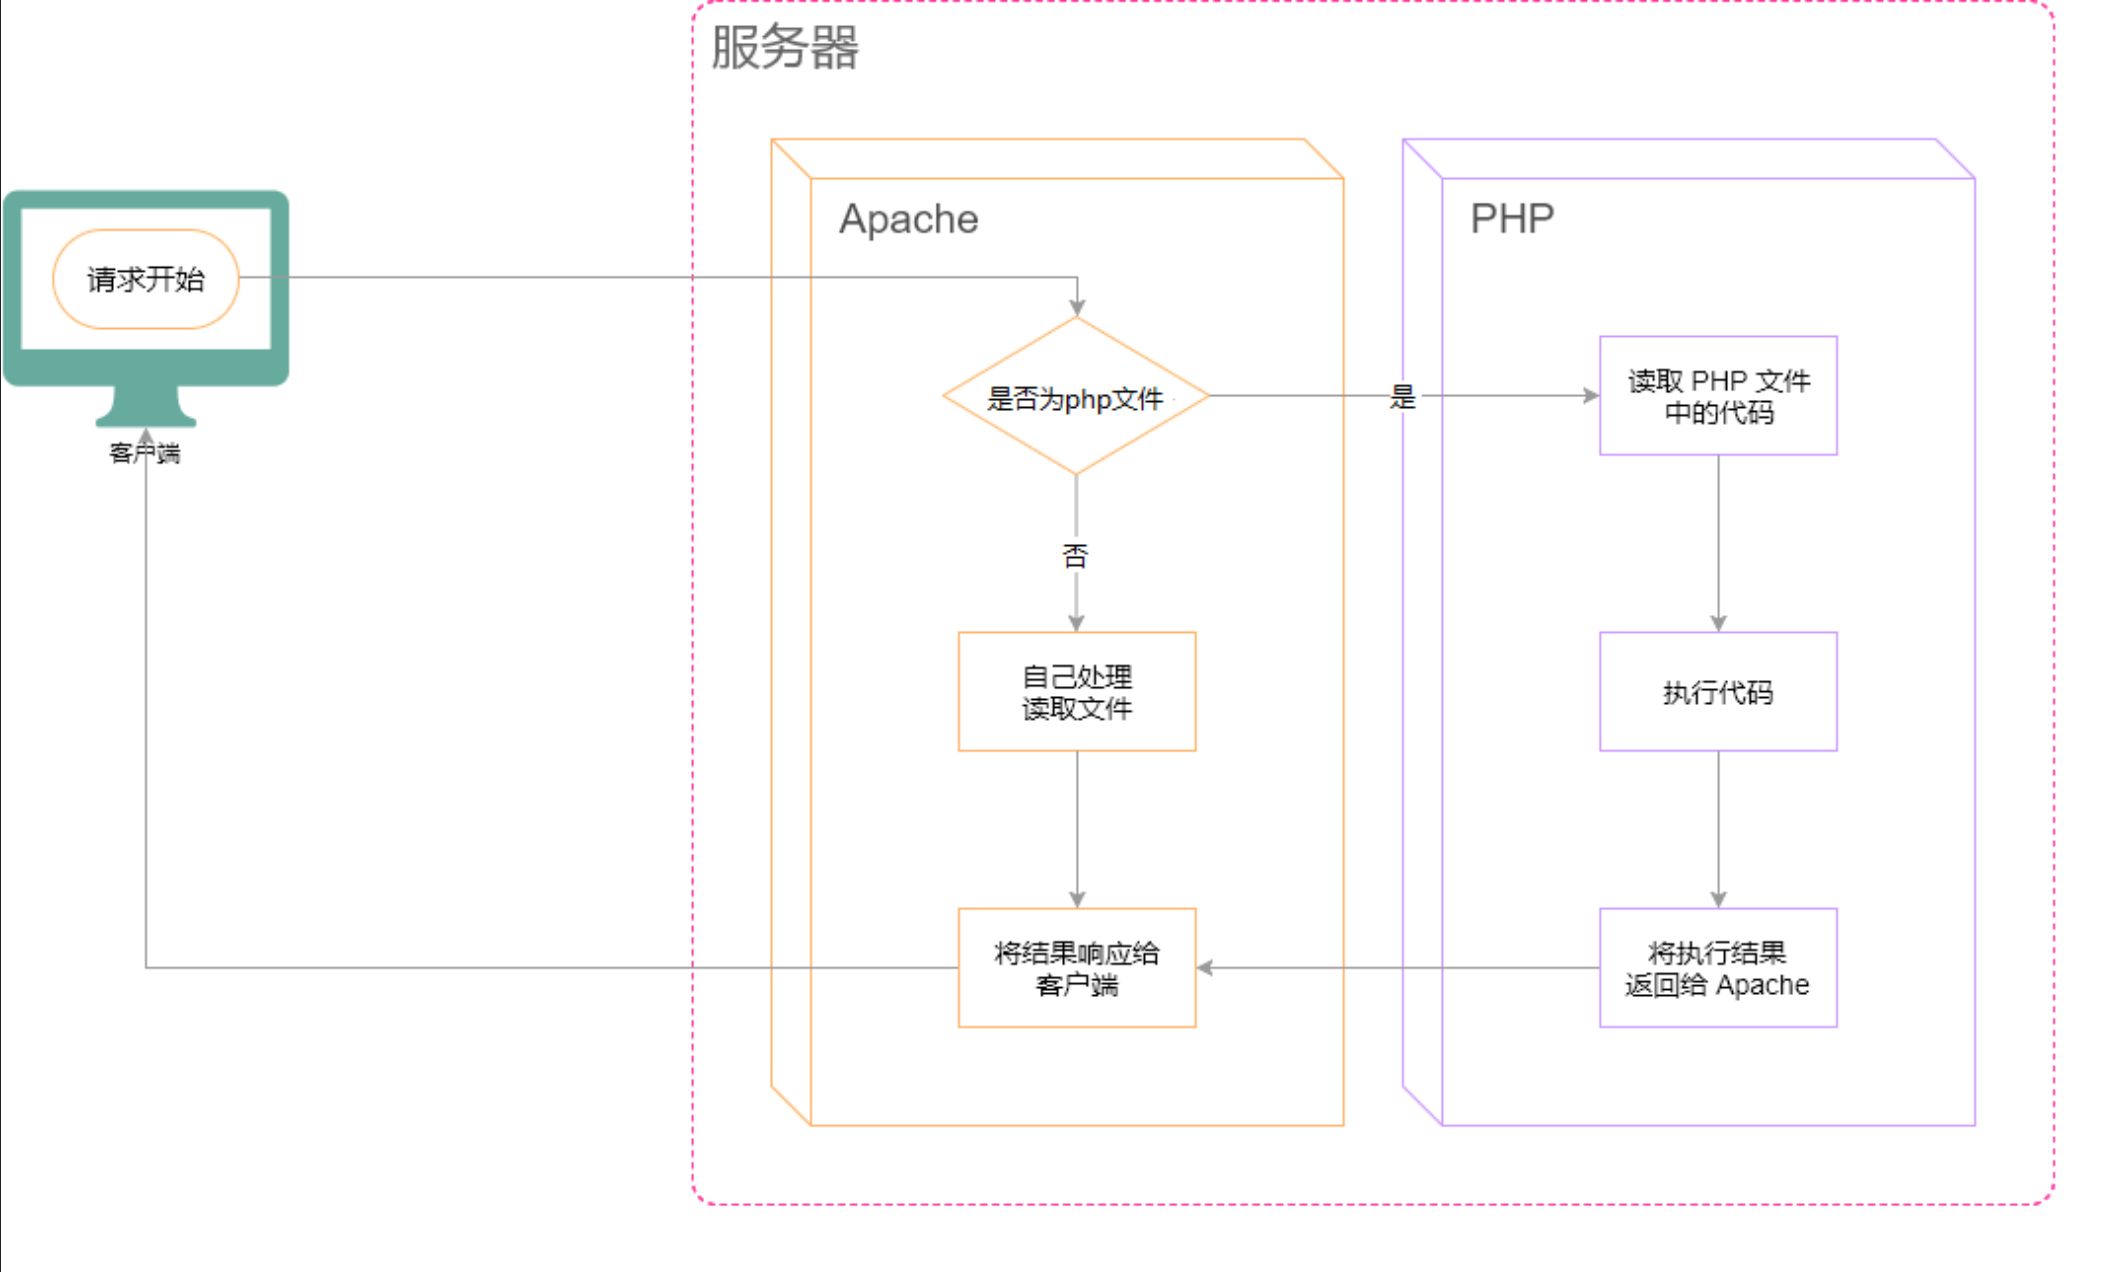 服务器
Apache
PHP
请求开始
客户端
是否为php文件
是
读取 PHP 文件
中的代码
否
自己处理
读取文件
执行代码
将结果响应给
客户端
将执行结果
返回给 Apache